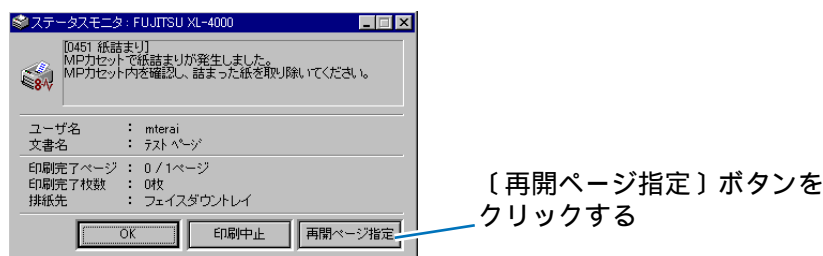 ステータスモニタ : FUJITSU XL-4000
[0451 紙詰まり]
MPカセットで紙詰まりが発生しました。
MPカセット内を確認し、詰まった紙を取り除いてください。
ユーザ名 : mterai
文書名 : テスト ページ
印刷完了ページ : 0 / 1ページ
印刷完了枚数 : 0枚
排紙先 : フェイスダウントレイ
OK 印刷中止 再開ページ指定
〔再開ページ指定〕ボタンを
クリックする